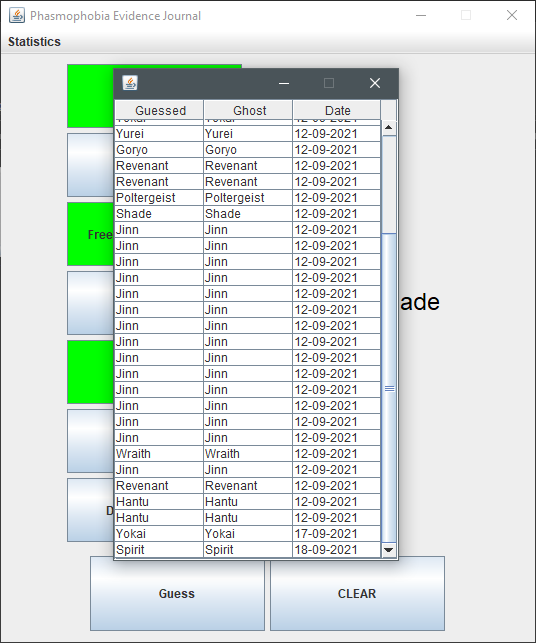 Phasmophobia Evidence Journal
Statistics
Guessed Ghost Date
Yokai Yokai 12-09-2021
Yurei Yurei 12-09-2021
Goryo Goryo 12-09-2021
Revenant Revenant 12-09-2021
Revenant Revenant 12-09-2021
Poltergeist Poltergeist 12-09-2021
Shade Shade 12-09-2021
Jinn Jinn 12-09-2021
Jinn Jinn 12-09-2021
Jinn Jinn 12-09-2021
Jinn Jinn 12-09-2021
Jinn Jinn 12-09-2021
Jinn Jinn 12-09-2021
Jinn Jinn 12-09-2021
Jinn Jinn 12-09-2021
Jinn Jinn 12-09-2021
Jinn Jinn 12-09-2021
Jinn Jinn 12-09-2021
Jinn Jinn 12-09-2021
Jinn Jinn 12-09-2021
Jinn Jinn 12-09-2021
Wraith Wraith 12-09-2021
Jinn Jinn 12-09-2021
Revenant Revenant 12-09-2021
Hantu Hantu 12-09-2021
Hantu Hantu 12-09-2021
Yokai Yokai 17-09-2021
Spirit Spirit 18-09-2021
Free
ade
D
Guess
CLEAR